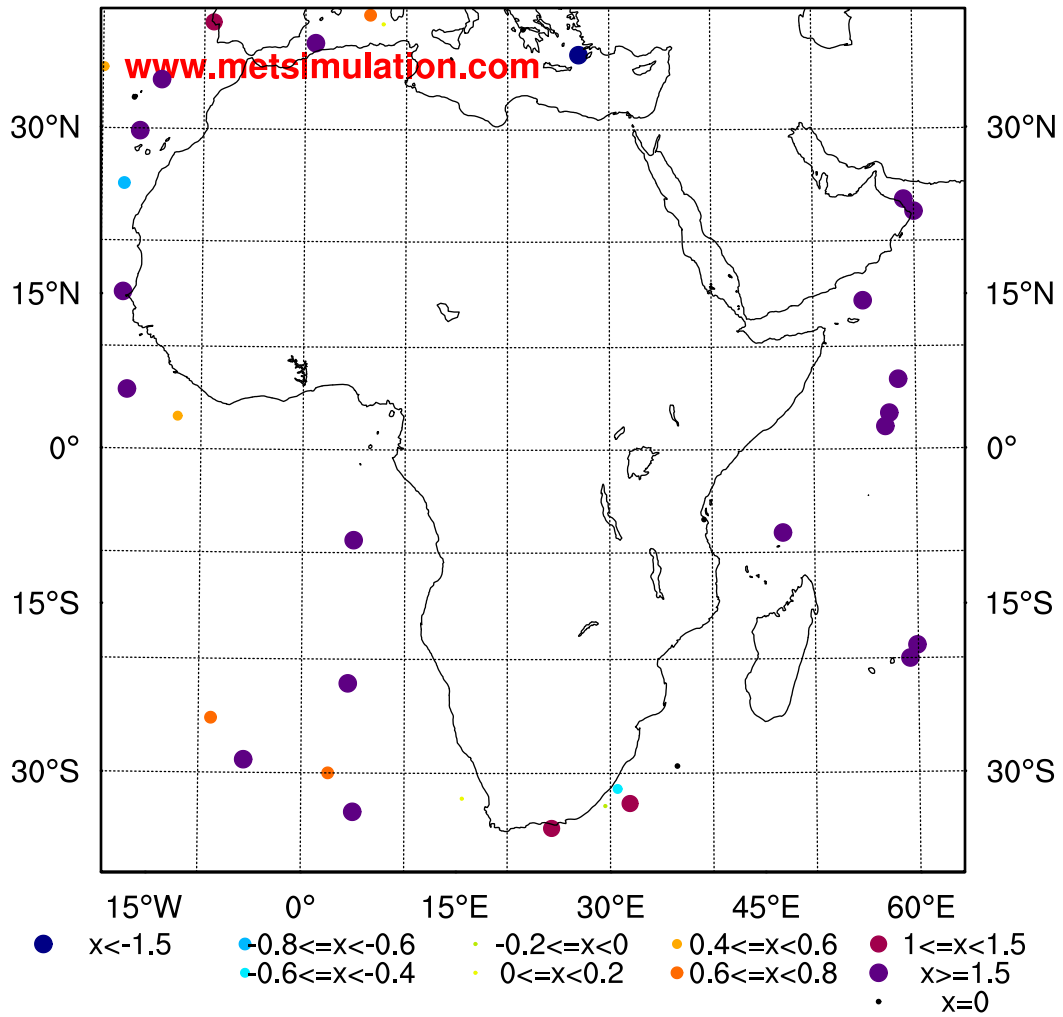 www.metsimulation.com
30°N 30°N
15°N 15°N
0° 0°
15°S 15°S
30°S 30°S
15°W 0° 15°E 30°E 45°E 60°E
x<-1.5 -0.8<=x<-0.6 -0.2<=x<0 0.4<=x<0.6 1<=x<1.5
-0.6<=x<-0.4 0<=x<0.2 0.6<=x<0.8 x>=1.5
x=0